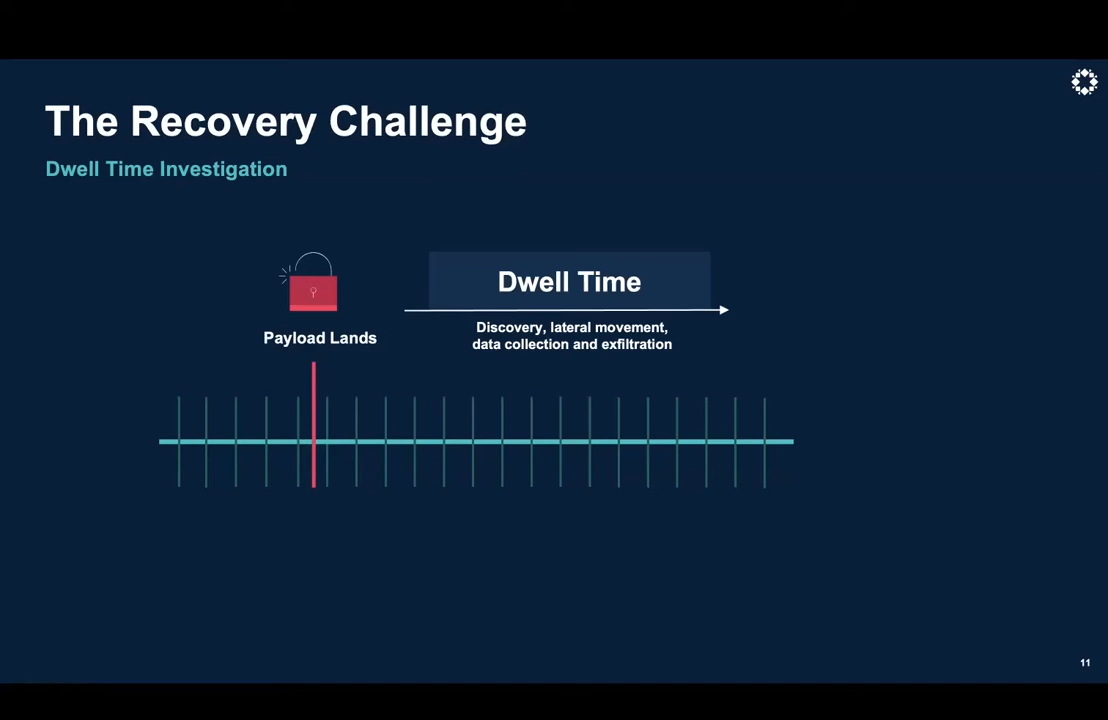 The Recovery Challenge
Dwell Time Investigation
Dwell Time
Discovery, lateral movement,
data collection and exfiltration
Payload Lands
11